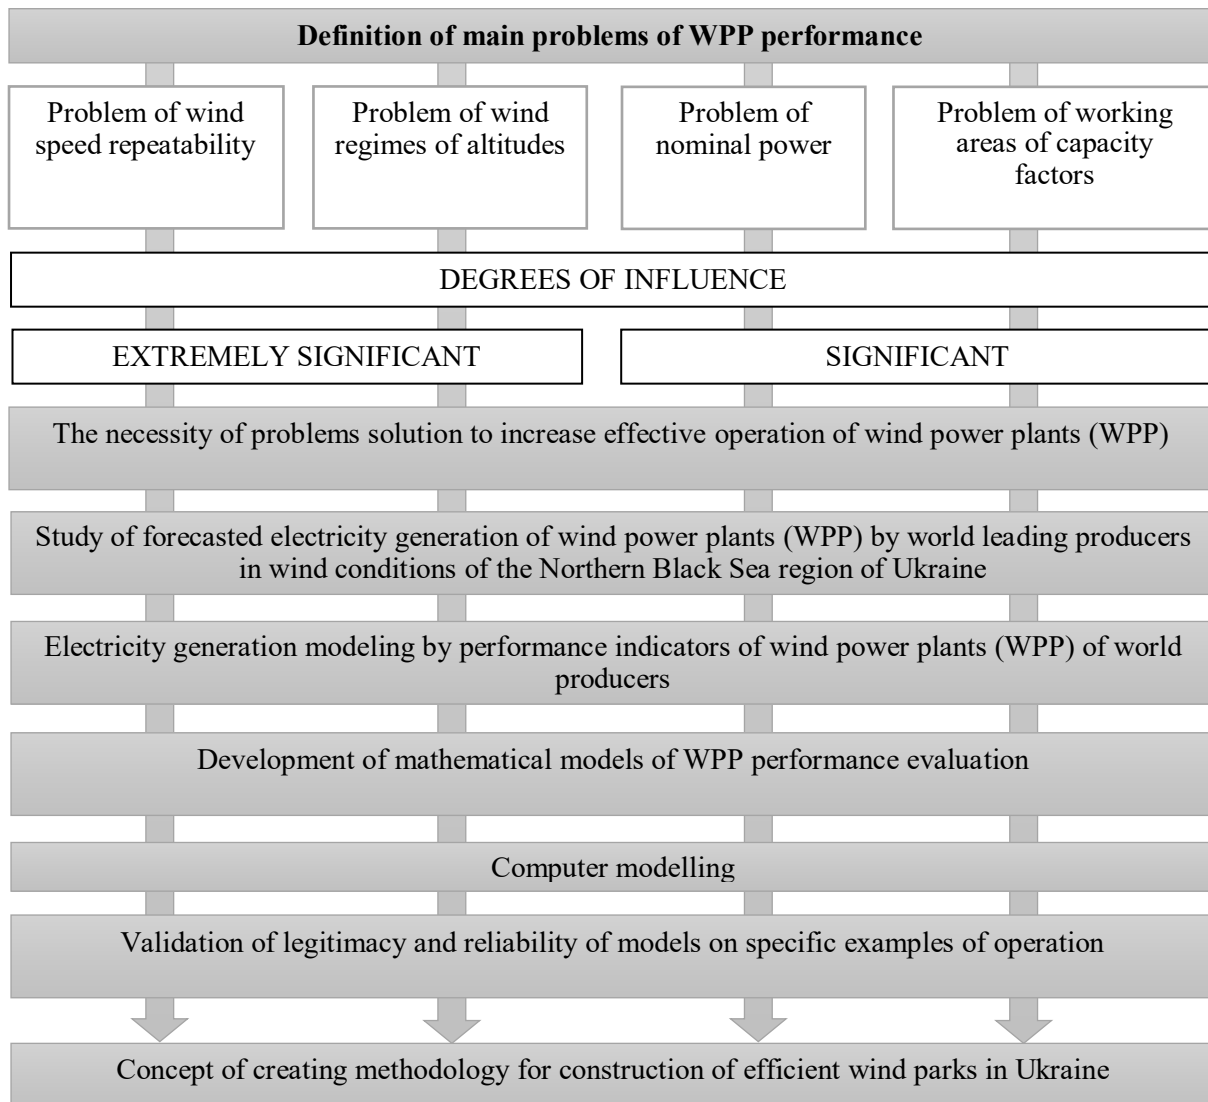 Definition of main problems of WPP performance
Problem of wind
speed repeatability
Problem of wind
regimes of altitudes
Problem of
nominal power
Problem of working
areas of capacity
factors
DEGREES OF INFLUENCE
EXTREMELY SIGNIFICANT
SIGNIFICANT
The necessity of problems solution to increase effective operation of wind power plants (WPP)
Study of forecasted electricity generation of wind power plants (WPP) by world leading producers
in wind conditions of the Northern Black Sea region of Ukraine
Electricity generation modeling by performance indicators of wind power plants (WPP) of world
producers
Development of mathematical models of WPP performance evaluation
Computer modelling
Validation of legitimacy and reliability of models on specific examples of operation
Concept of creating methodology for construction of efficient wind parks in Ukraine